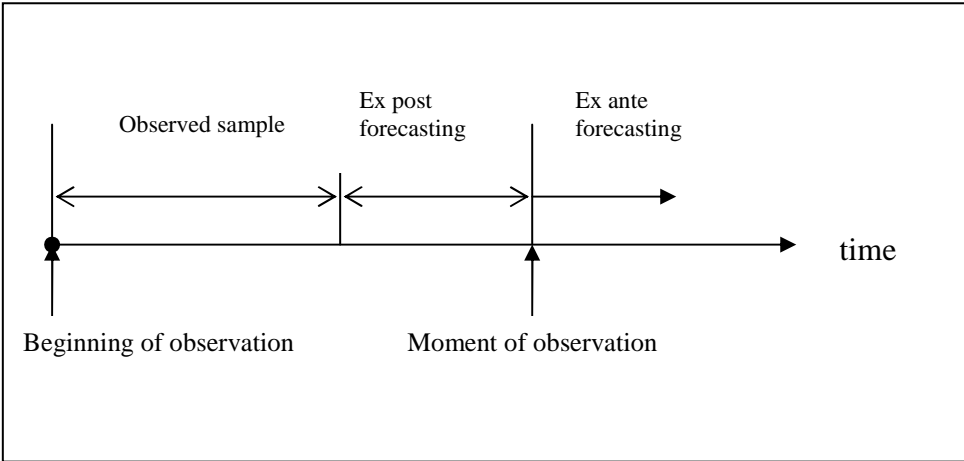 Observed sample
Ex post
forecasting
Ex ante
forecasting
time
Beginning of observation
Moment of observation